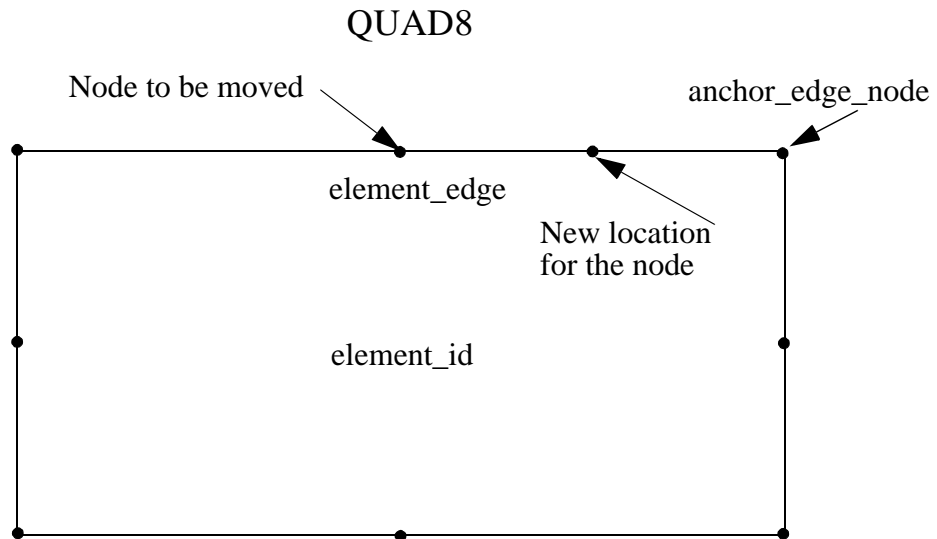 QUAD8
Node to be moved
anchor_edge_node
element_edge
New location
for the node
element_id